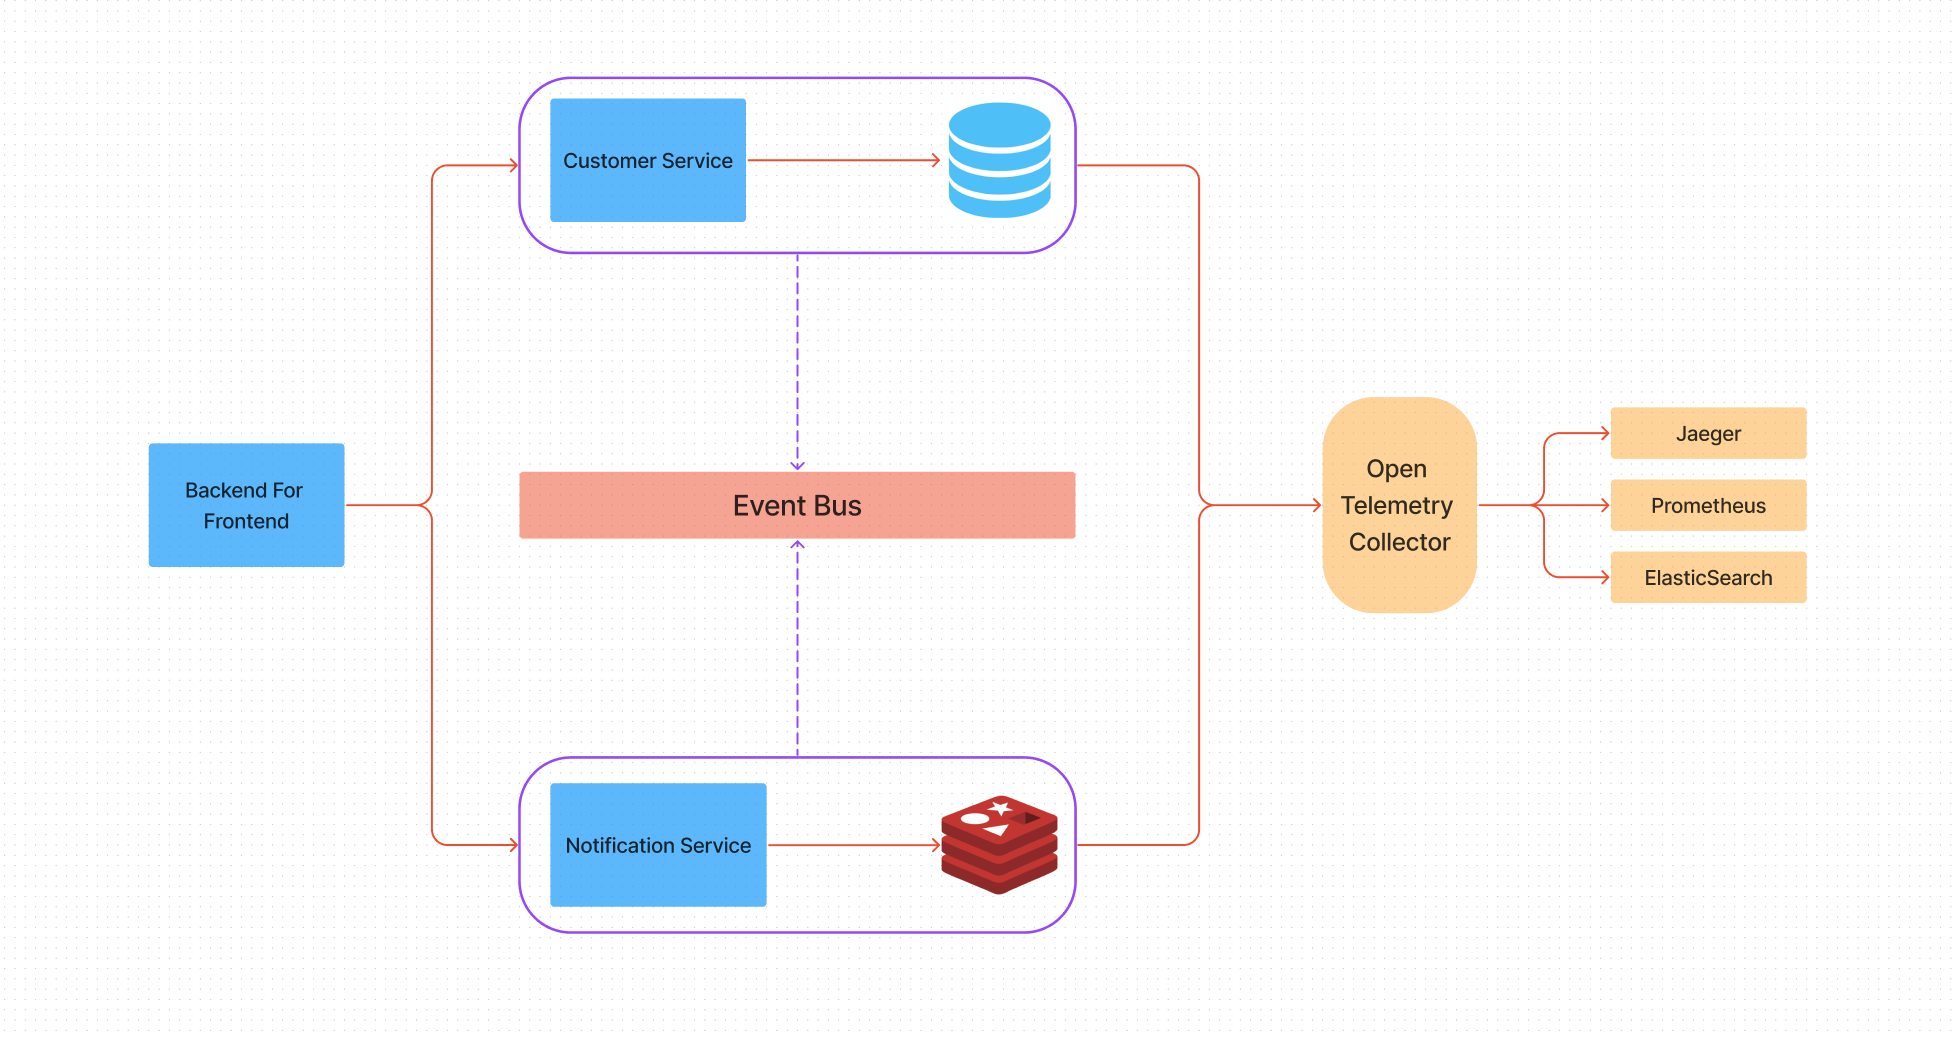 Customer Service
Backend For
Frontend
Event Bus
Notification Service
Open
Telemetry
Collector
Jaeger
Prometheus
ElasticSearch